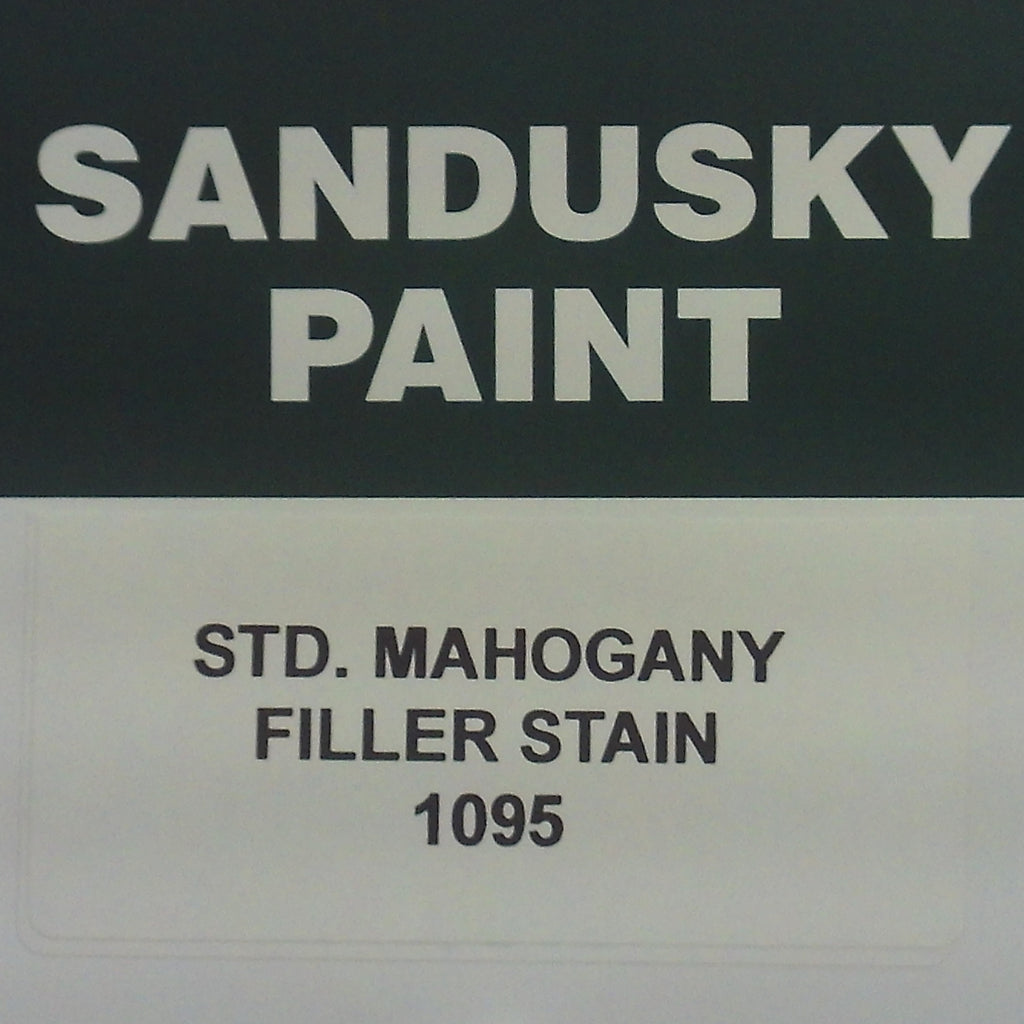 SANDUSKY
PAINT
STD. MAHOGANY
FILLER STAIN
1095